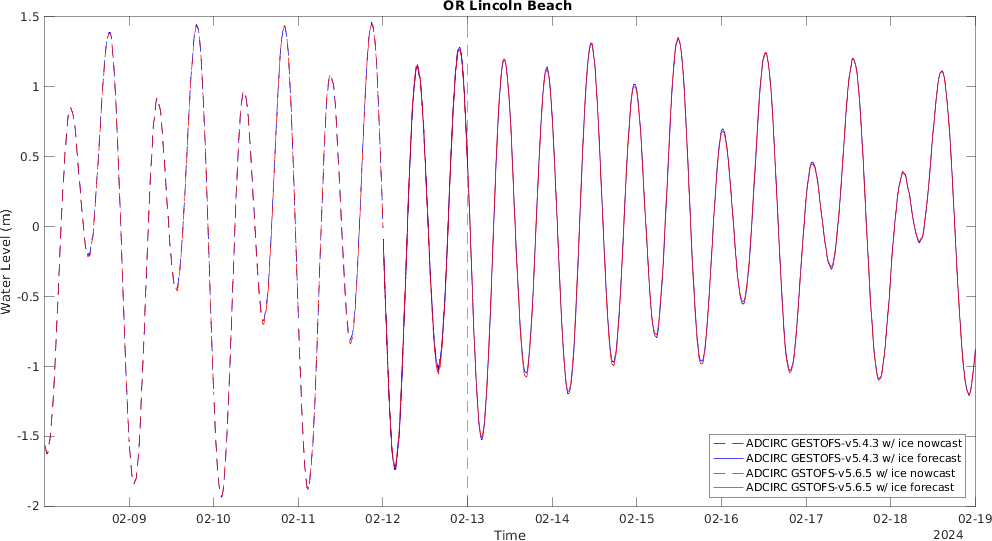 OR Lincoln Beach
1.5
1
0.5
0
-0.5
-1
-1.5
-2
Water Level (m)
02-09 02-10 02-11 02-12 02-13 02-14 02-15 02-16 02-17 02-18 02-19
Time
2024
ADCIRC GESTOFS-v5.4.3 w/ ice nowcast
ADCIRC GESTOFS-v5.4.3 w/ ice forecast
ADCIRC GSTOFS-v5.6.5 w/ ice nowcast
ADCIRC GSTOFS-v5.6.5 w/ ice forecast